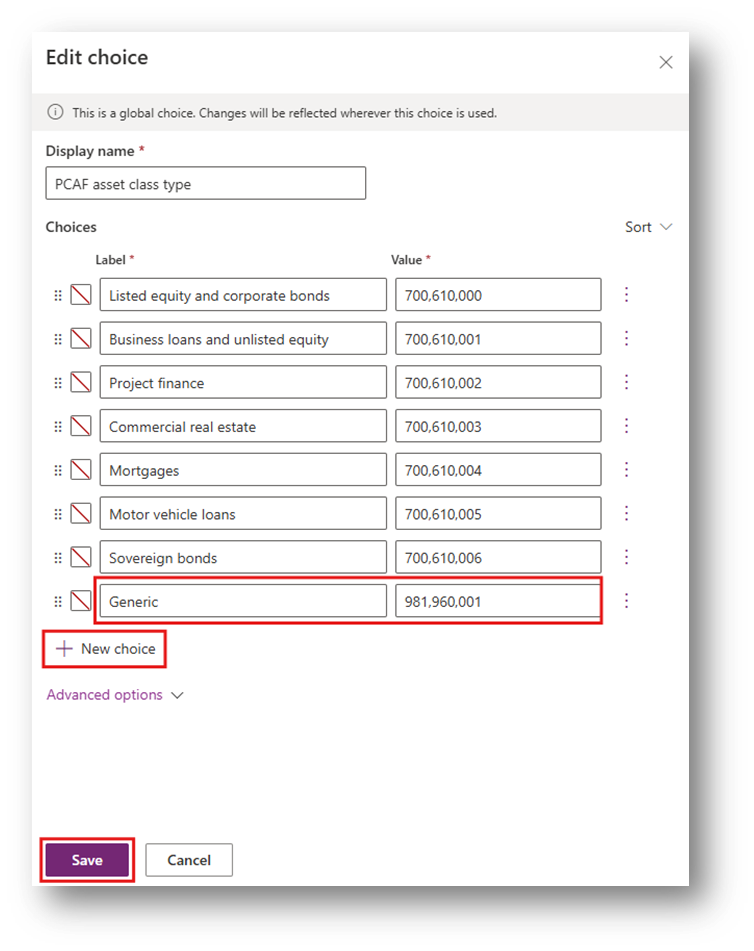 Edit choice
This is a global choice. Changes will be reflected wherever this choice is used.
Display name *
PCAF asset class type
Choices
Sort
Label * Value *
Listed equity and corporate bonds 700,610,000
Business loans and unlisted equity 700,610,001
Project finance 700,610,002
Commercial real estate 700,610,003
Mortgages 700,610,004
Motor vehicle loans 700,610,005
Sovereign bonds 700,610,006
Generic 981,960,001
New choice
Advanced options
Save Cancel